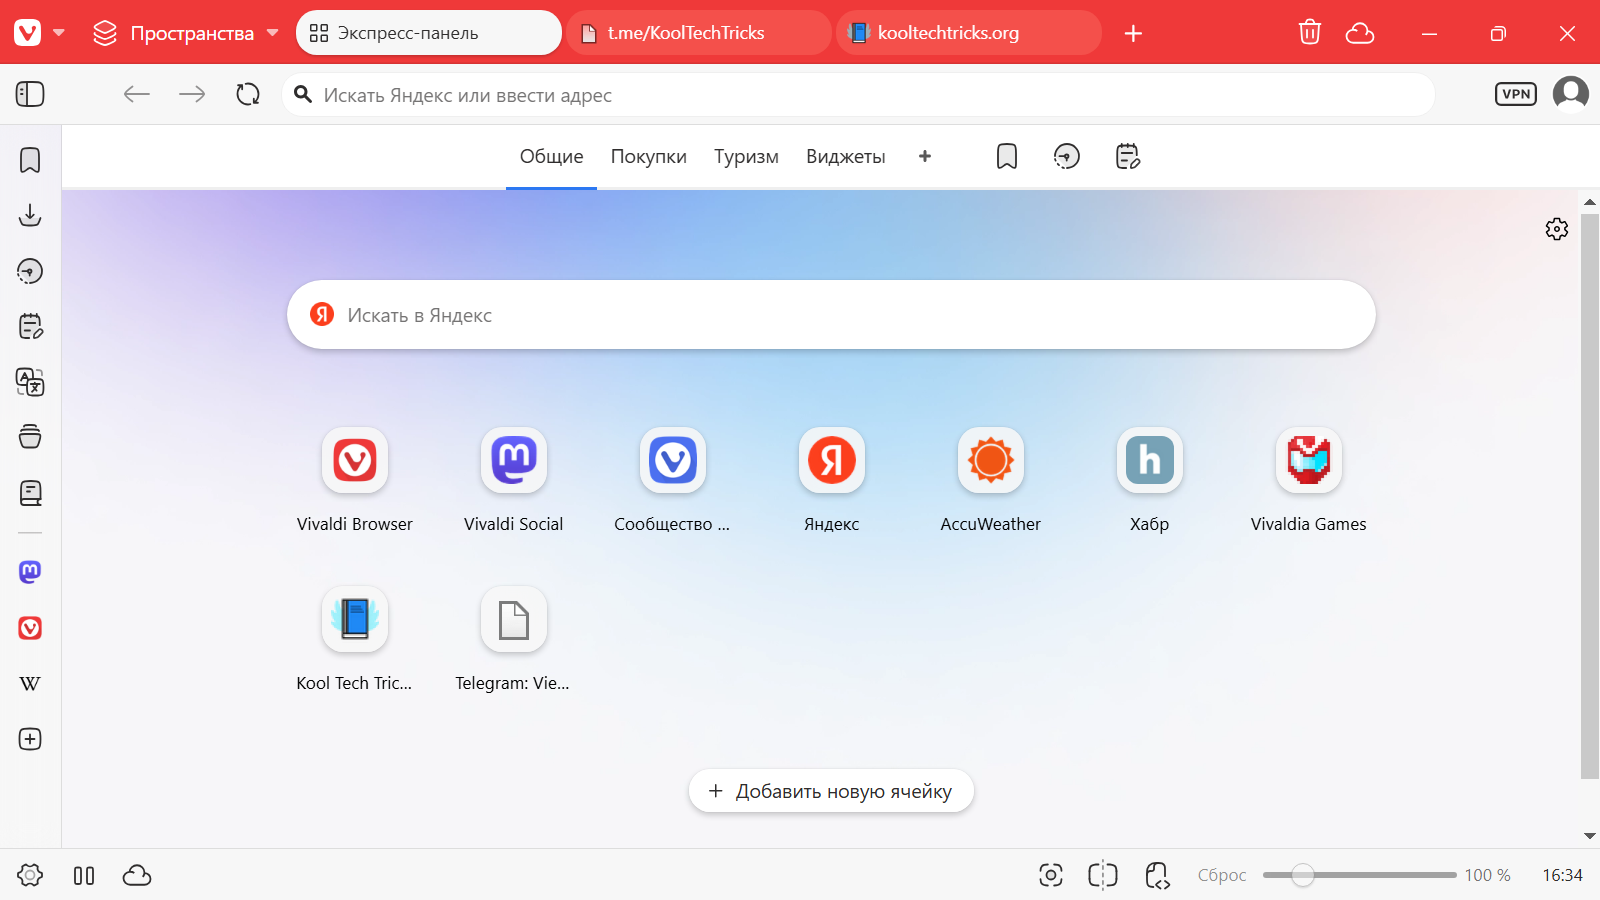 Пространства
Экспресс-панель
t.me/KoolTechTricks
kooltechtricks.org
Искать Яндекс или ввести адрес
VPN
Общие
Покупки
Туризм
Виджеты
Искать в Яндекс
Vivaldi Browser
Vivaldi Social
Сообщество ...
Яндекс
AccuWeather
Хабр
Vivaldia Games
Kool Tech Tric...
Telegram: Vie...
Добавить новую ячейку
Сброс
100 %
16:34